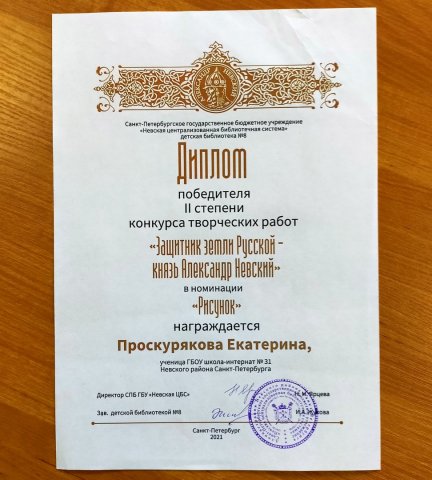 Санкт-Петербургское государственное бюджетное учреждение
«Невская централизованная библиотечная система»
детская библиотека №8
Диплом
победителя
II степени
конкурса творческих работ
«Защитник земли Русской –
князь Александр Невский»
в номинации
«Рисунок»
награждается
Проскурякова Екатерина,
ученица ГБОУ школа-интернат № 31
Невского района Санкт-Петербурга
Директор СПБ ГБУ «Невская ЦБС»
Зав. детской библиотекой №8
Санкт-Петербург
2021